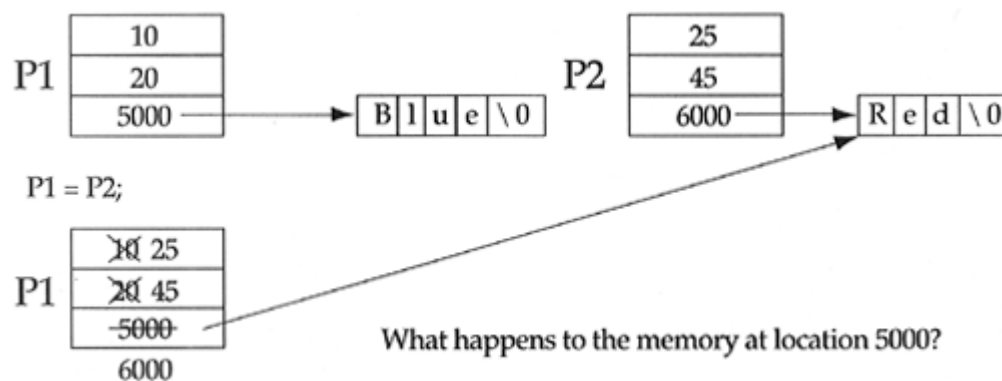 10
P1 20
5000
B l u e \0
25
P2 45
6000
R e d \0
P1 = P2;
10 25
P1 20 45
5000
6000
What happens to the memory at location 5000?